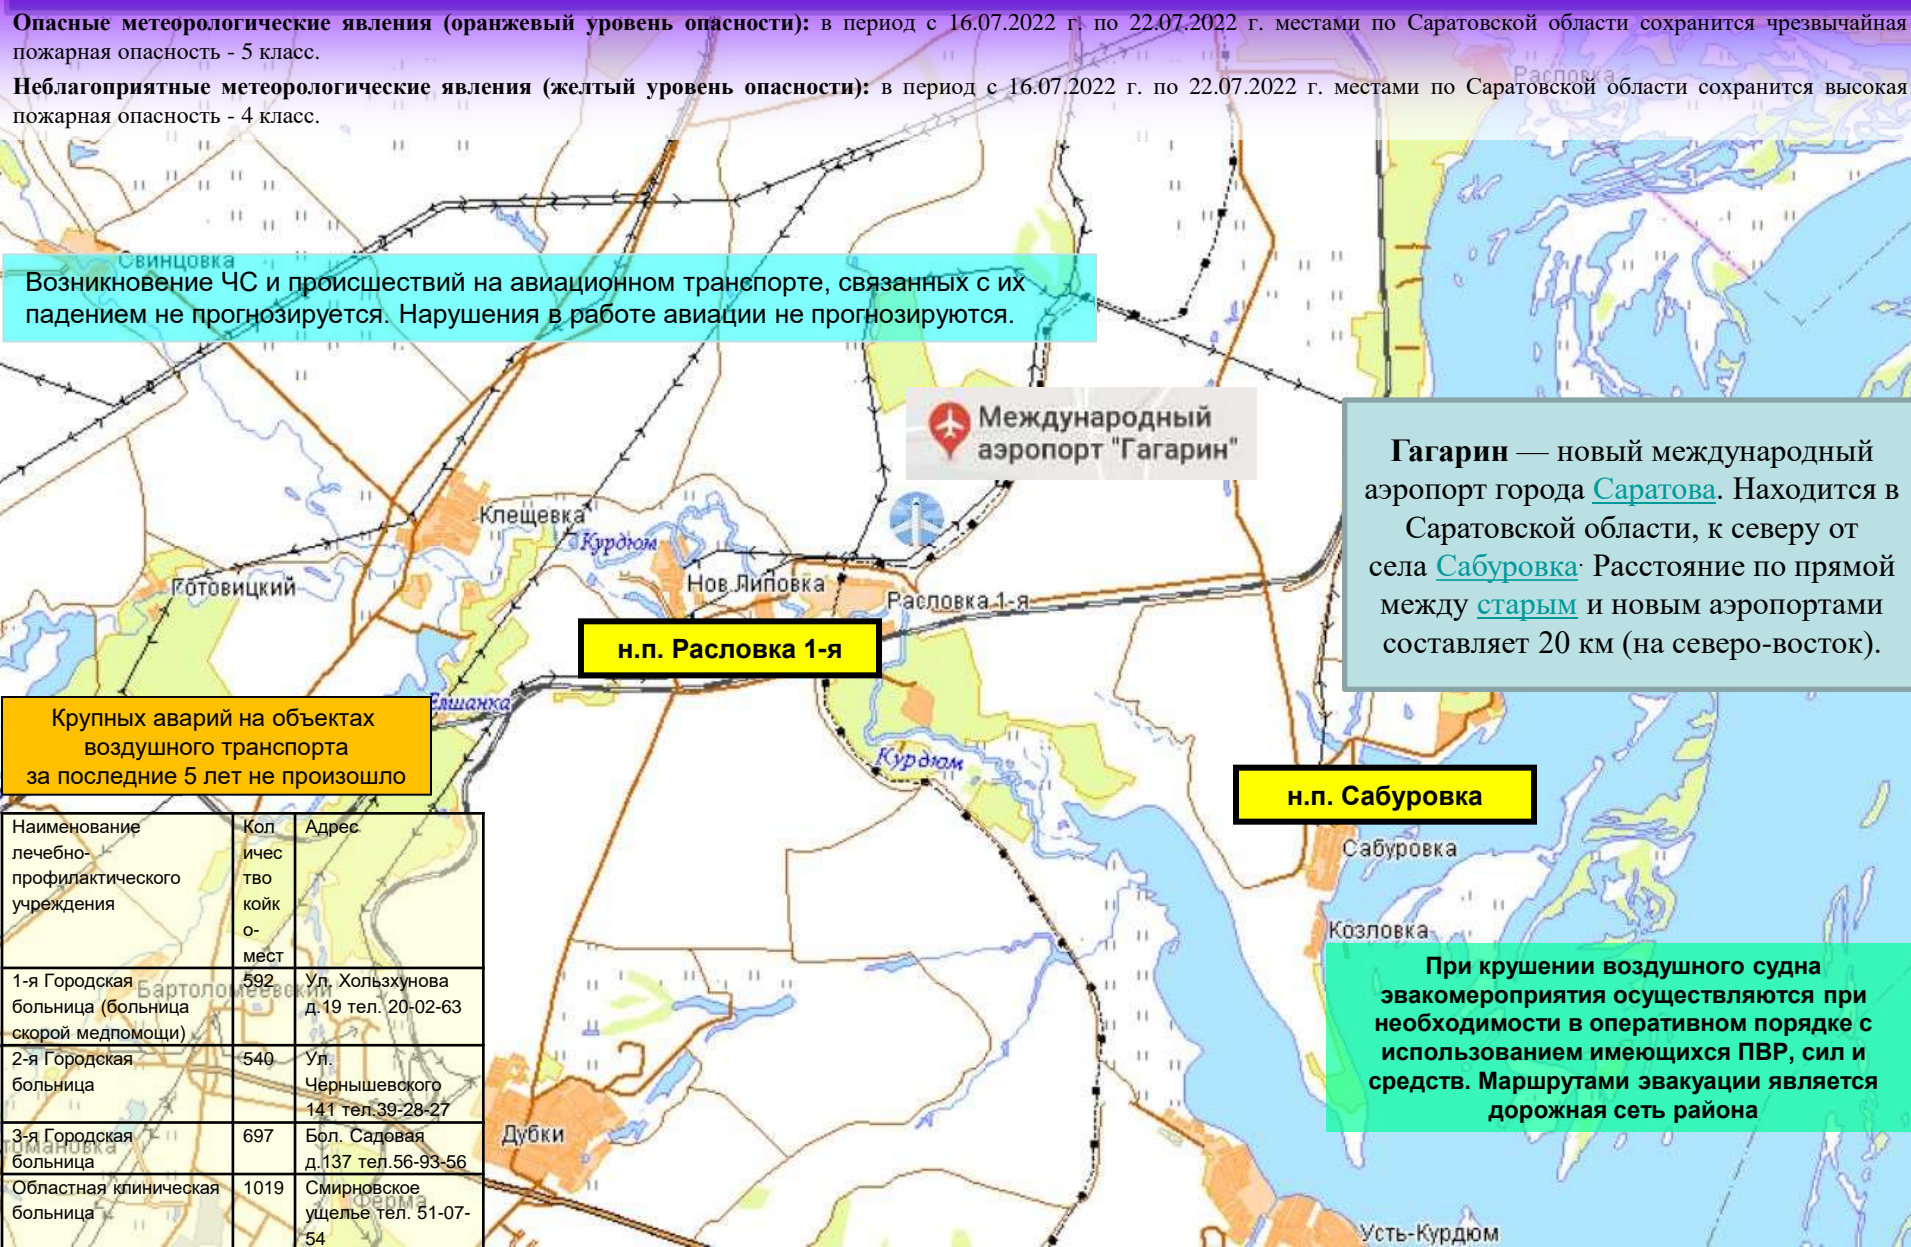 Опасные метеорологические явления (оранжевый уровень опасности): в период с 16.07.2022 г. по 22.07.2022 г. местами по Саратовской области сохранится чрезвычайная
пожарная опасность - 5 класс.
Неблагоприятные метеорологические явления (желтый уровень опасности): в период с 16.07.2022 г. по 22.07.2022 г. местами по Саратовской области сохранится высокая
пожарная опасность - 4 класс.
Расловка
Свинцовка
Возникновение ЧС и происшествий на авиационном транспорте, связанных с их
падением не прогнозируется. Нарушения в работе авиации не прогнозируются.
Международный
аэропорт "Гагарин"
Гагарин — новый международный
аэропорт города Саратова. Находится в
Саратовской области, к северу от
села Сабуровка. Расстояние по прямой
между старым и новым аэропортами
составляет 20 км (на северо-восток).
Клещевка
Курдюм
Готовицкий
Нов.Липовка
Расловка 1-я
н.п. Расловка 1-я
Елшанка
Крупных аварий на объектах
воздушного транспорта
за последние 5 лет не произошло
Курдюм
н.п. Сабуровка
Сабуровка
Козловка
Наименование
лечебно-
профилактического
учреждения
Кол
ичес
тво
койк
о-
мест
Адрес
1-я Городская
больница (больница
скорой медпомощи)
592
Ул. Хользхунова
д.19 тел. 20-02-63
Бартоломеевский
2-я Городская
больница
540
Ул.
Чернышевского
141 тел.39-28-27
3-я Городская
больница
697
Бол. Садовая
д.137 тел.56-93-56
Областная клиническая
больница
1019
Смирновское
ущелье тел. 51-07-
54
Ферма
Дубки
При крушении воздушного судна
эвакомероприятия осуществляются при
необходимости в оперативном порядке с
использованием имеющихся ПВР, сил и
средств. Маршрутами эвакуации является
дорожная сеть района
Усть-Курдюм